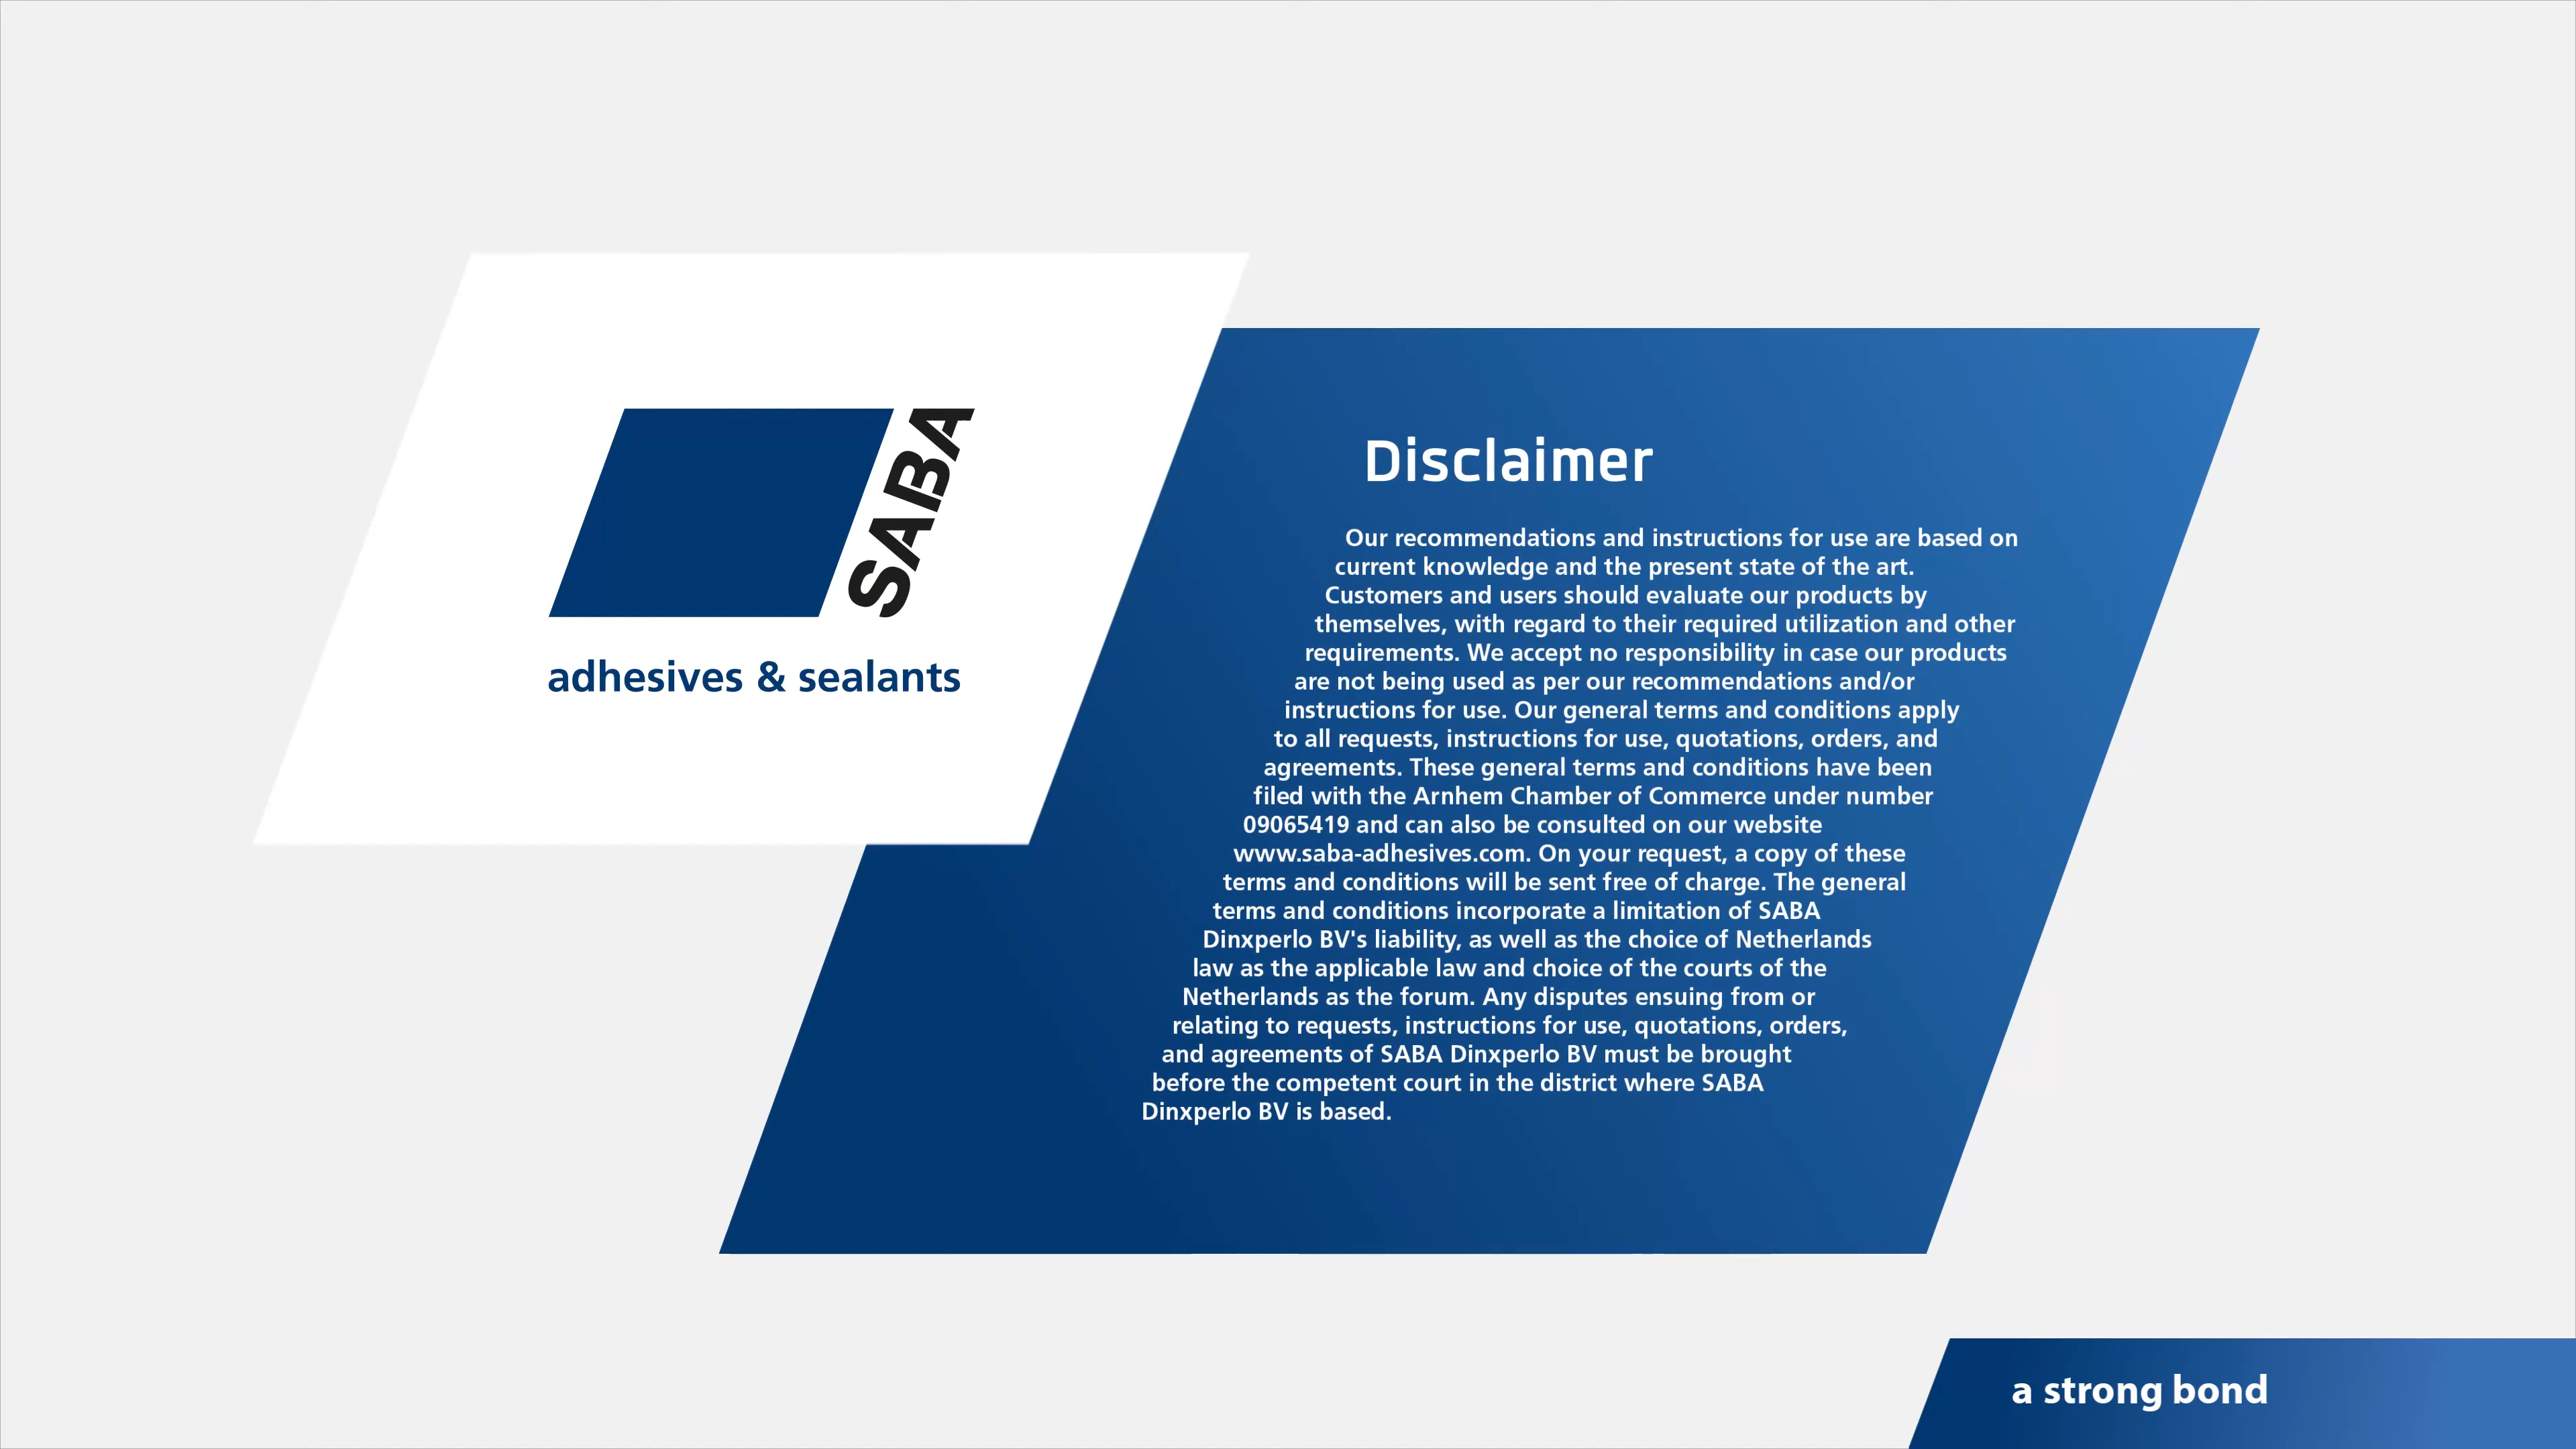 SABA
adhesives & sealants
Disclaimer
Our recommendations and instructions for use are based on
current knowledge and the present state of the art.
Customers and users should evaluate our products by
themselves, with regard to their required utilization and other
requirements. We accept no responsibility in case our products
are not being used as per our recommendations and/or
instructions for use. Our general terms and conditions apply
to all requests, instructions for use, quotations, orders, and
agreements. These general terms and conditions have been
filed with the Arnhem Chamber of Commerce under number
09065419 and can also be consulted on our website
www.saba-adhesives.com. On your request, a copy of these
terms and conditions will be sent free of charge. The general
terms and conditions incorporate a limitation of SABA
Dinxperlo BV's liability, as well as the choice of Netherlands
law as the applicable law and choice of the courts of the
Netherlands as the forum. Any disputes ensuing from or
relating to requests, instructions for use, quotations, orders,
and agreements of SABA Dinxperlo BV must be brought
before the competent court in the district where SABA
Dinxperlo BV is based.
a strong bond